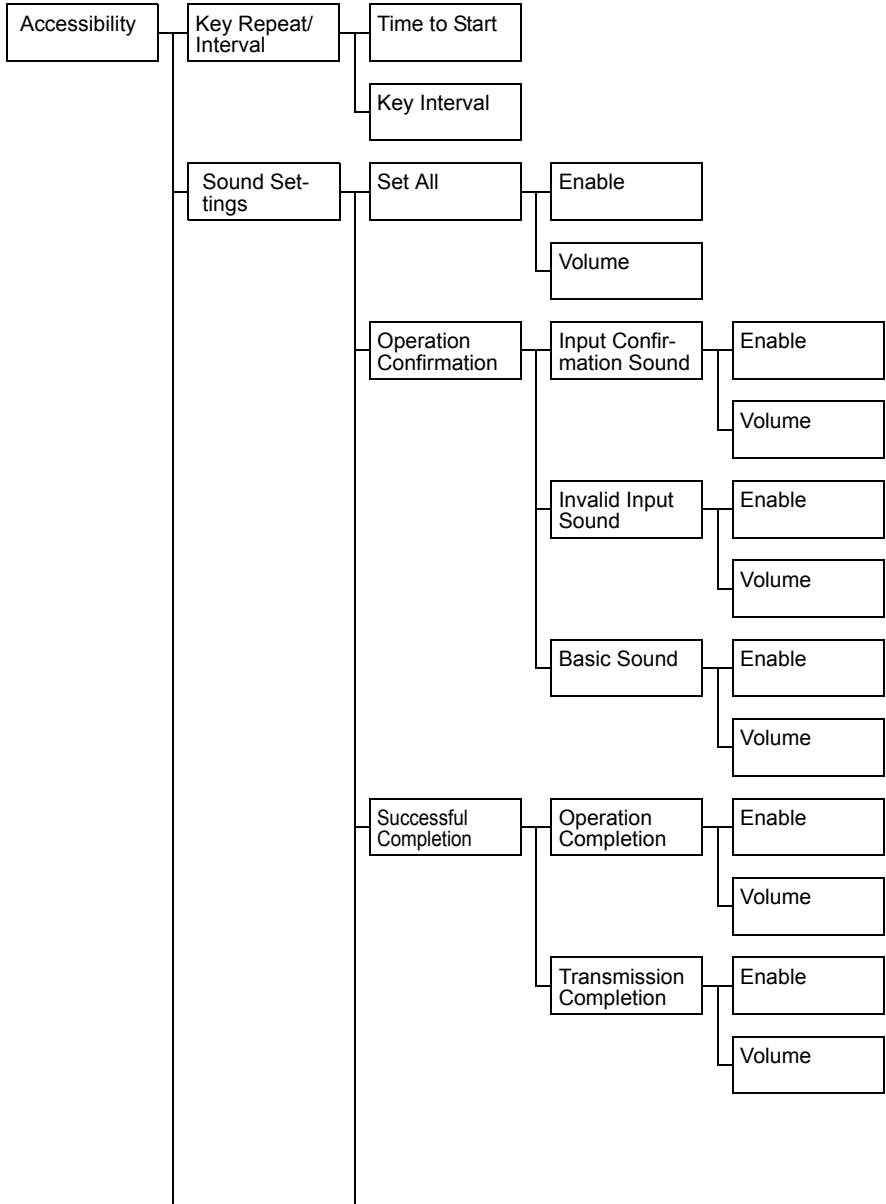 Accessibility
Key Repeat/
Interval
Time to Start
Key Interval
Sound Set-
tings
Set All
Enable
Volume
Operation
Confirmation
Input Confir-
mation Sound
Enable
Volume
Invalid Input
Sound
Enable
Volume
Basic Sound
Enable
Volume
Successful
Completion
Operation
Completion
Enable
Volume
Transmission
Completion
Enable
Volume